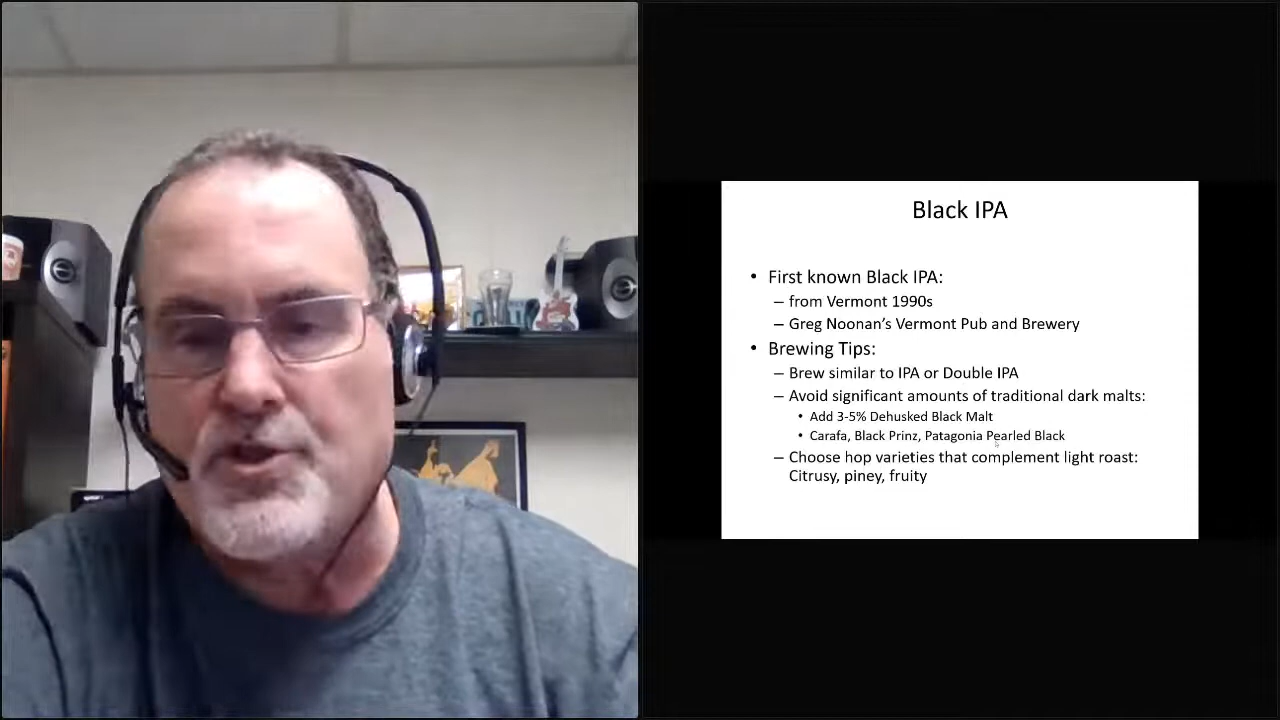 Black IPA
• First known Black IPA:
– from Vermont 1990s
– Greg Noonan’s Vermont Pub and Brewery
• Brewing Tips:
– Brew similar to IPA or Double IPA
– Avoid significant amounts of traditional dark malts:
• Add 3-5% Dehusked Black Malt
• Carafa, Black Prinz, Patagonia Pearled Black
– Choose hop varieties that complement light roast:
Citrusy, piney, fruity